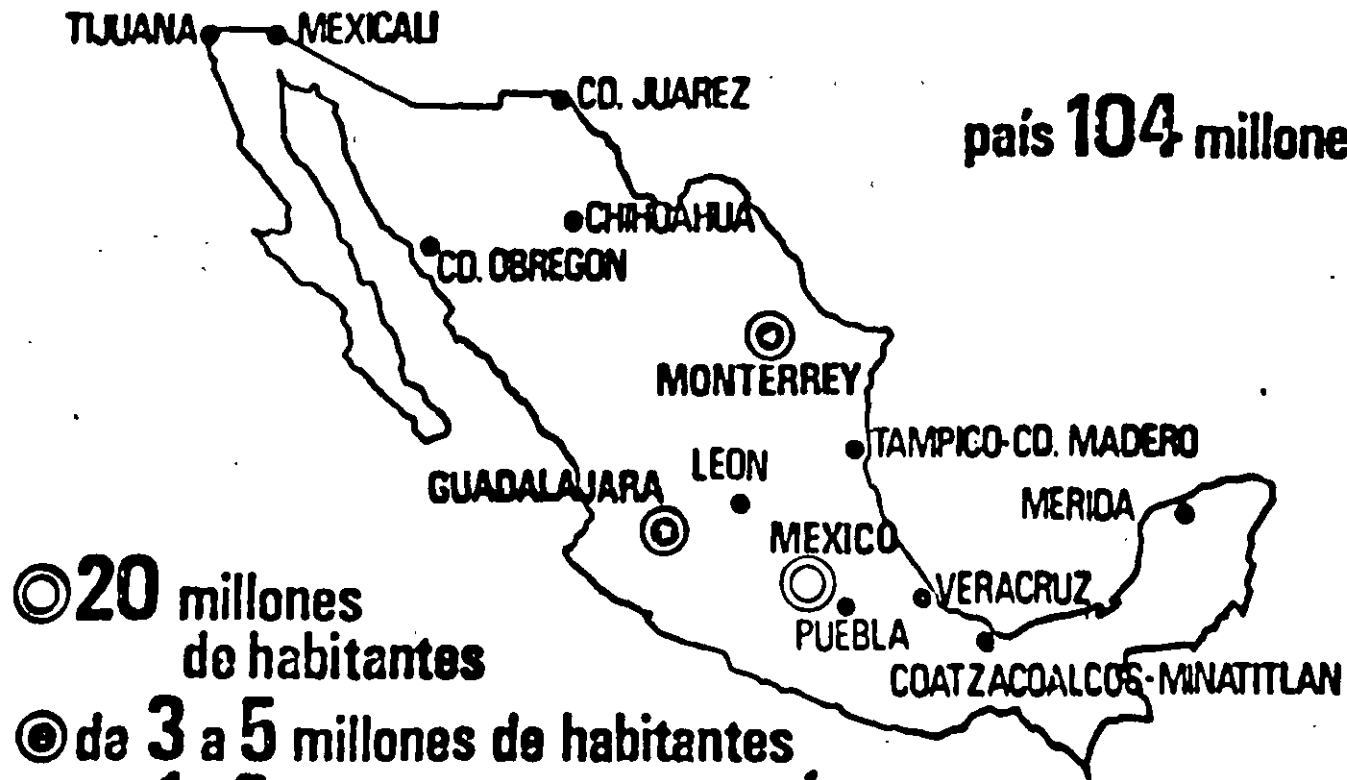 TIJUANA
MEXICALI
CD. JUAREZ
país 104 millone
CHIHUAHUA
CD. OBREGON
MONTERREY
TAMPICO-CD. MADERO
LEON
GUADALAJARA
MERIDA
MEXICO
20 millones
de habitantes
VERACRUZ
PUEBLA
COATZACOALCOS-MINATITLAN
de 3 a 5 millones de habitantes